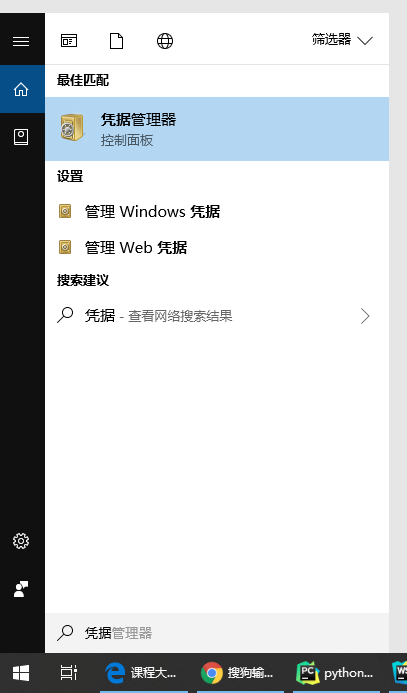 筛选器
最佳匹配
凭据管理器
控制面板
设置
管理 Windows 凭据
管理 Web 凭据
搜索建议
凭据 - 查看网络搜索结果
凭据管理器
课程大...
搜狗输...
PC
python...
WS